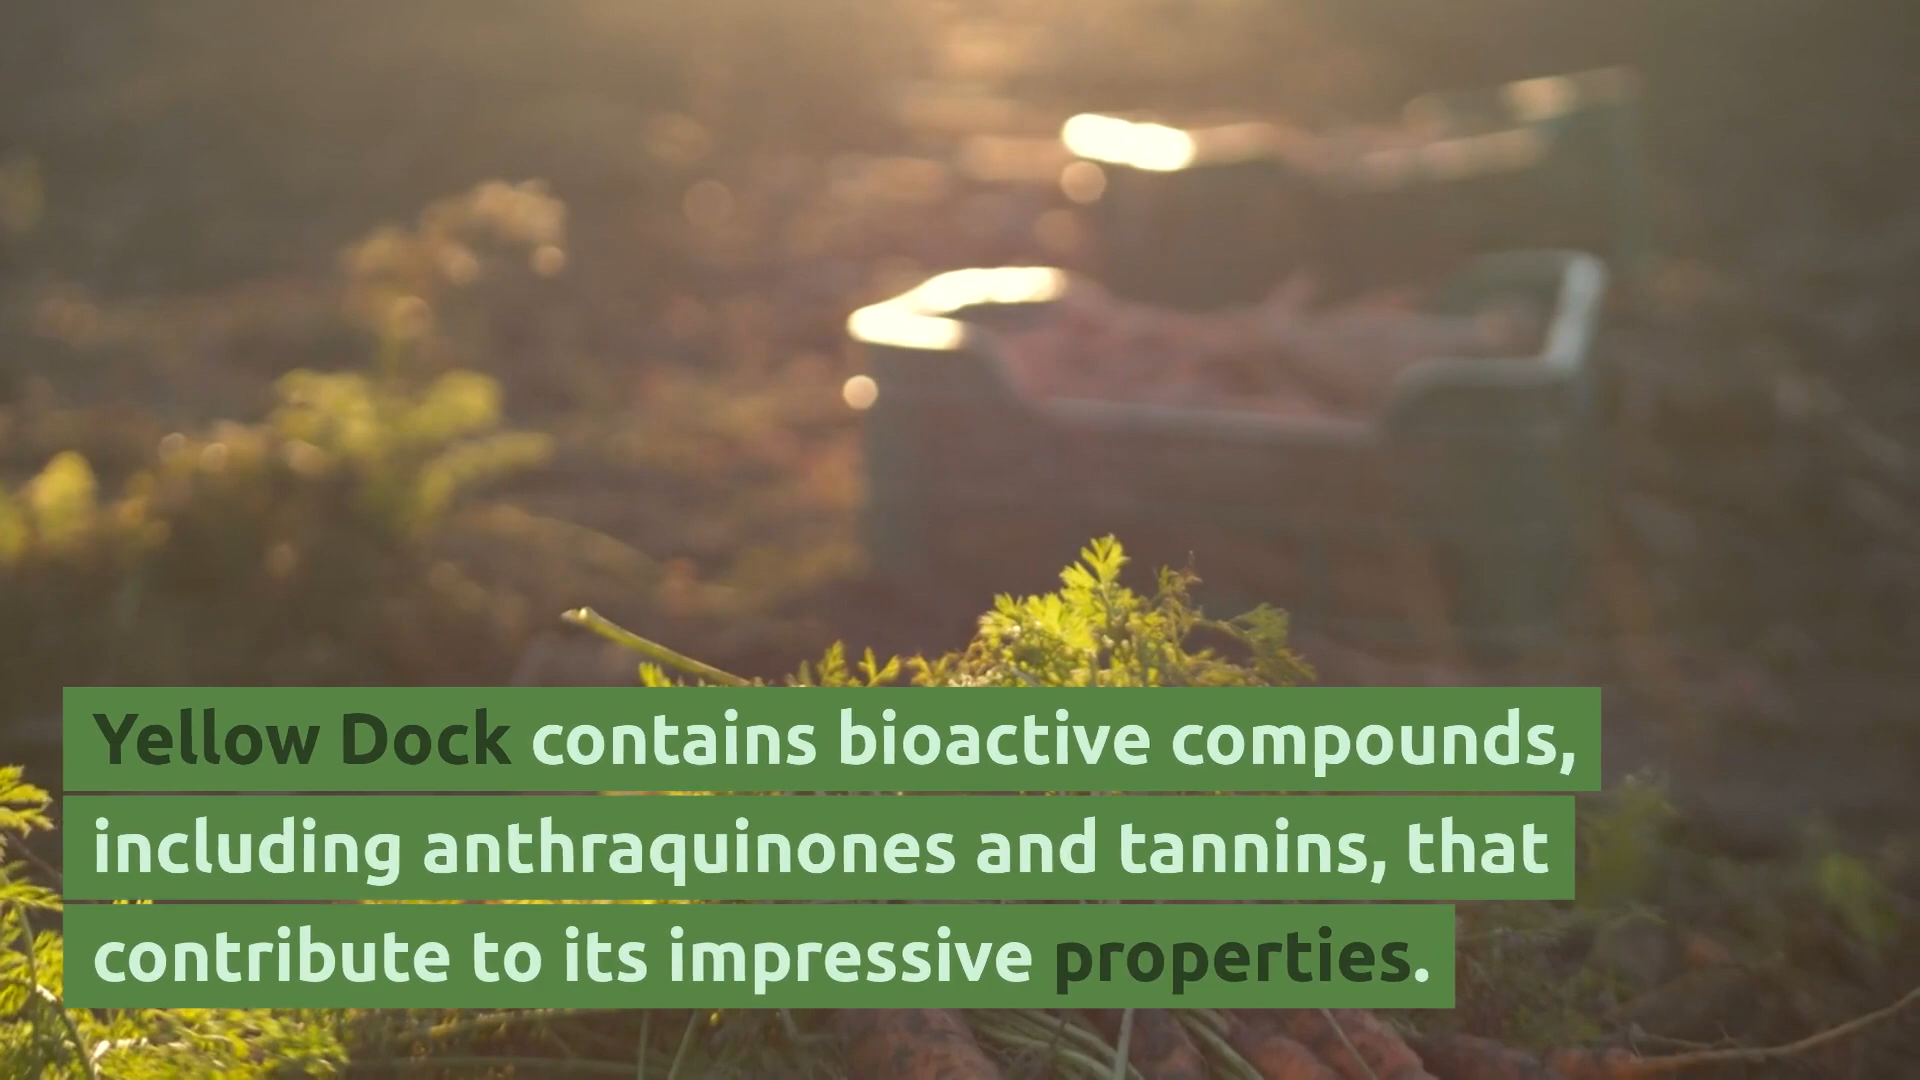 Yellow Dock contains bioactive compounds,
including anthraquinones and tannins, that
contribute to its impressive properties.